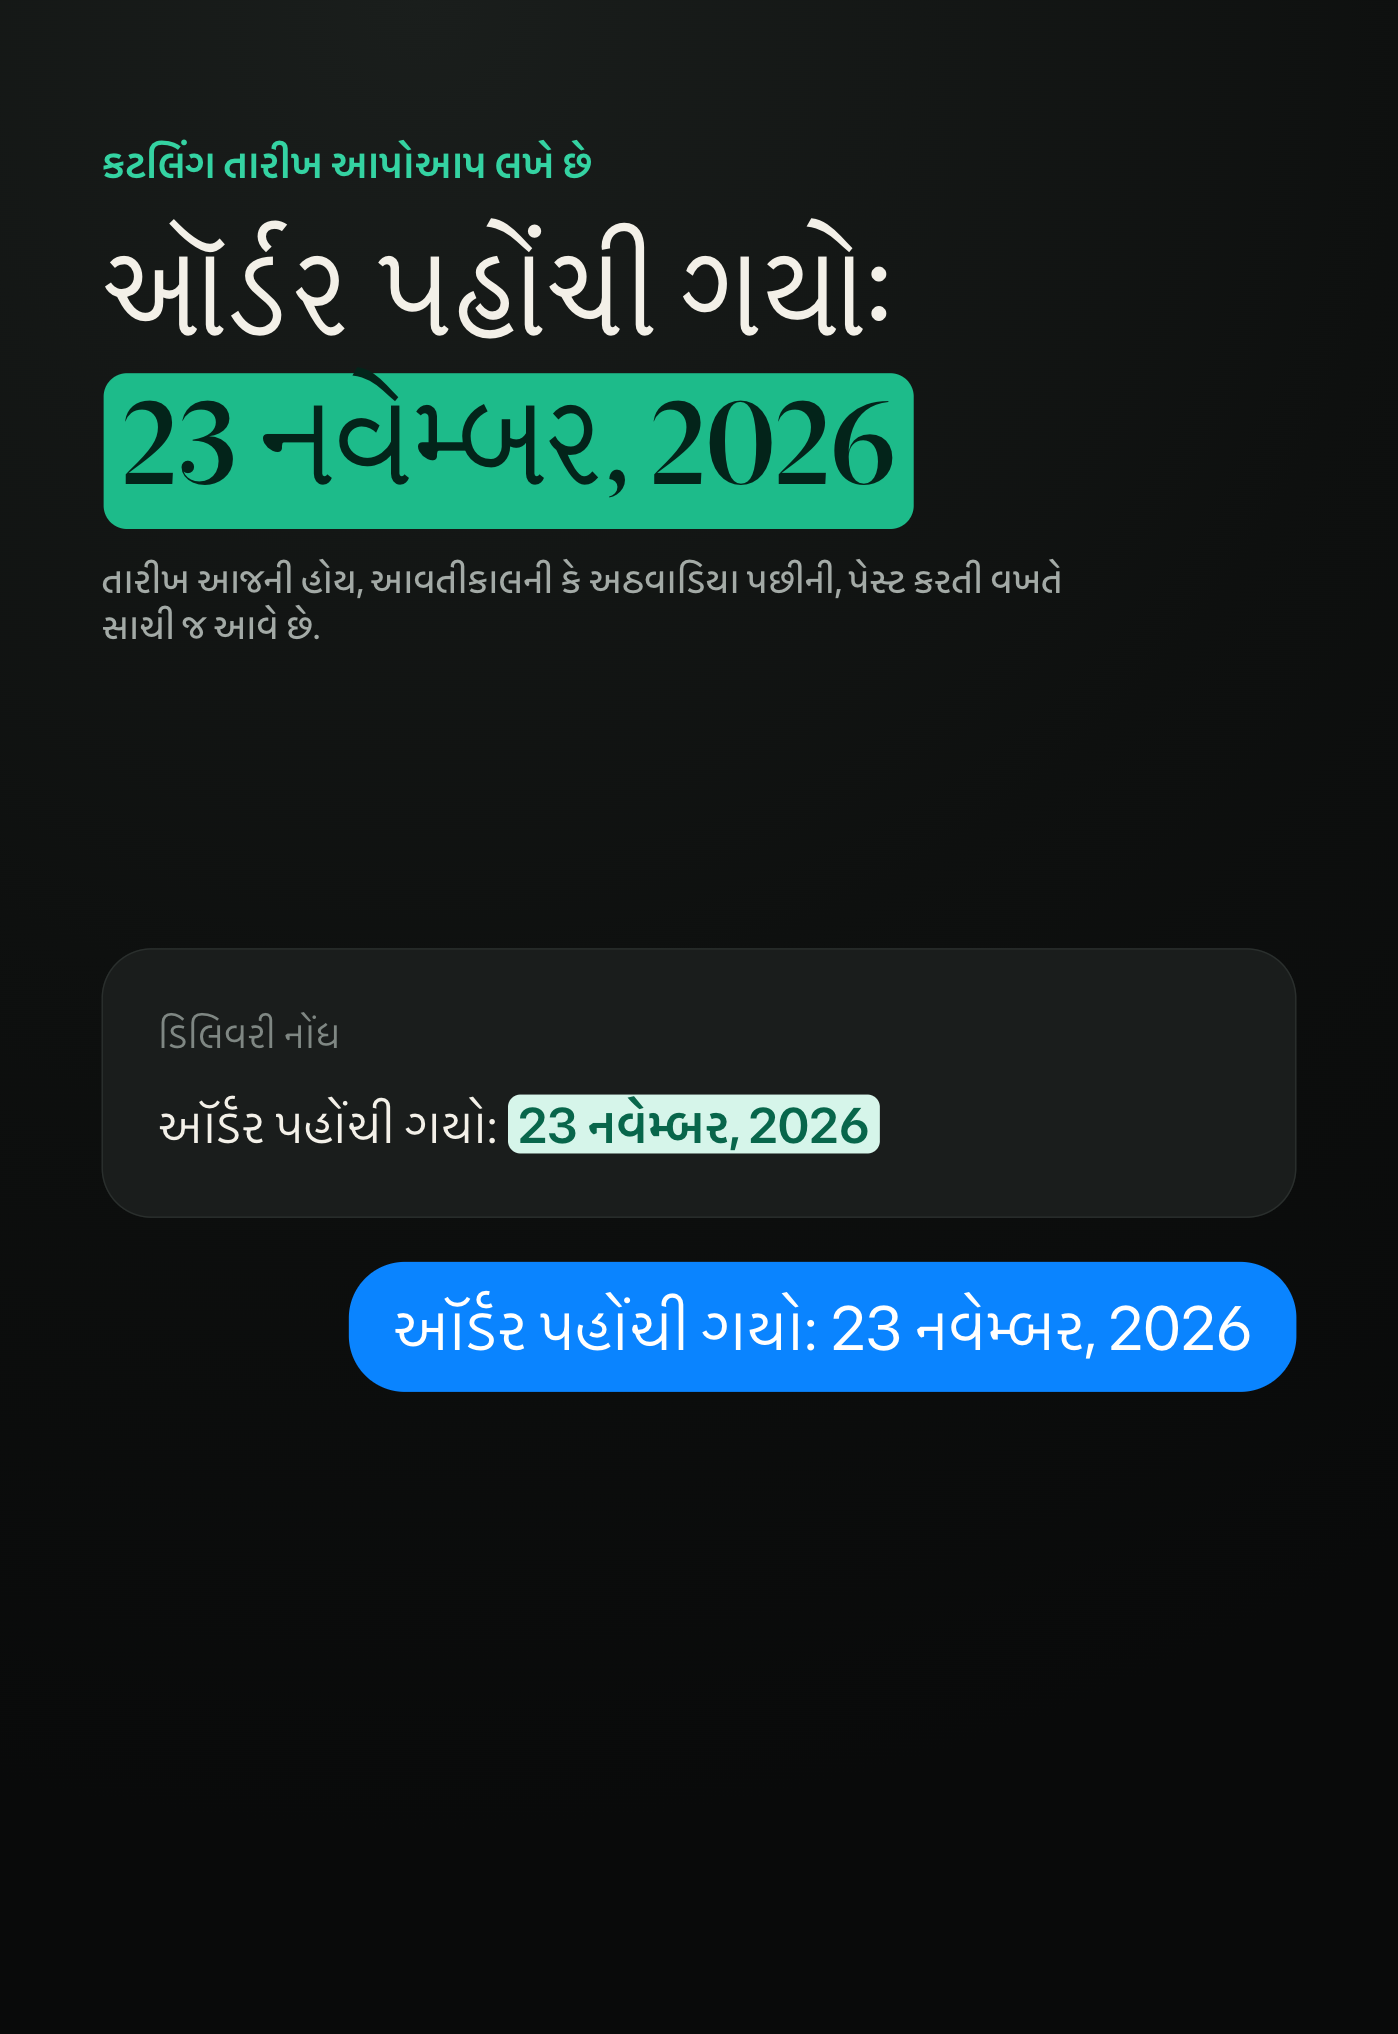 કટલિંગ તારીખ આપોઆપ લખે છે
ઑર્ડર પહોંચી ગયો:
23 નવેમ્બર, 2026
તારીખ આજની હોય, આવતીકાલની કે અઠવાડિયા પછીની, પેસ્ટ કરતી વખતે
સાચી જ આવે છે.
ડિલિવરી નોંધ
ઑર્ડર પહોંચી ગયો: 23 નવેમ્બર, 2026
ઑર્ડર પહોંચી ગયો: 23 નવેમ્બર, 2026